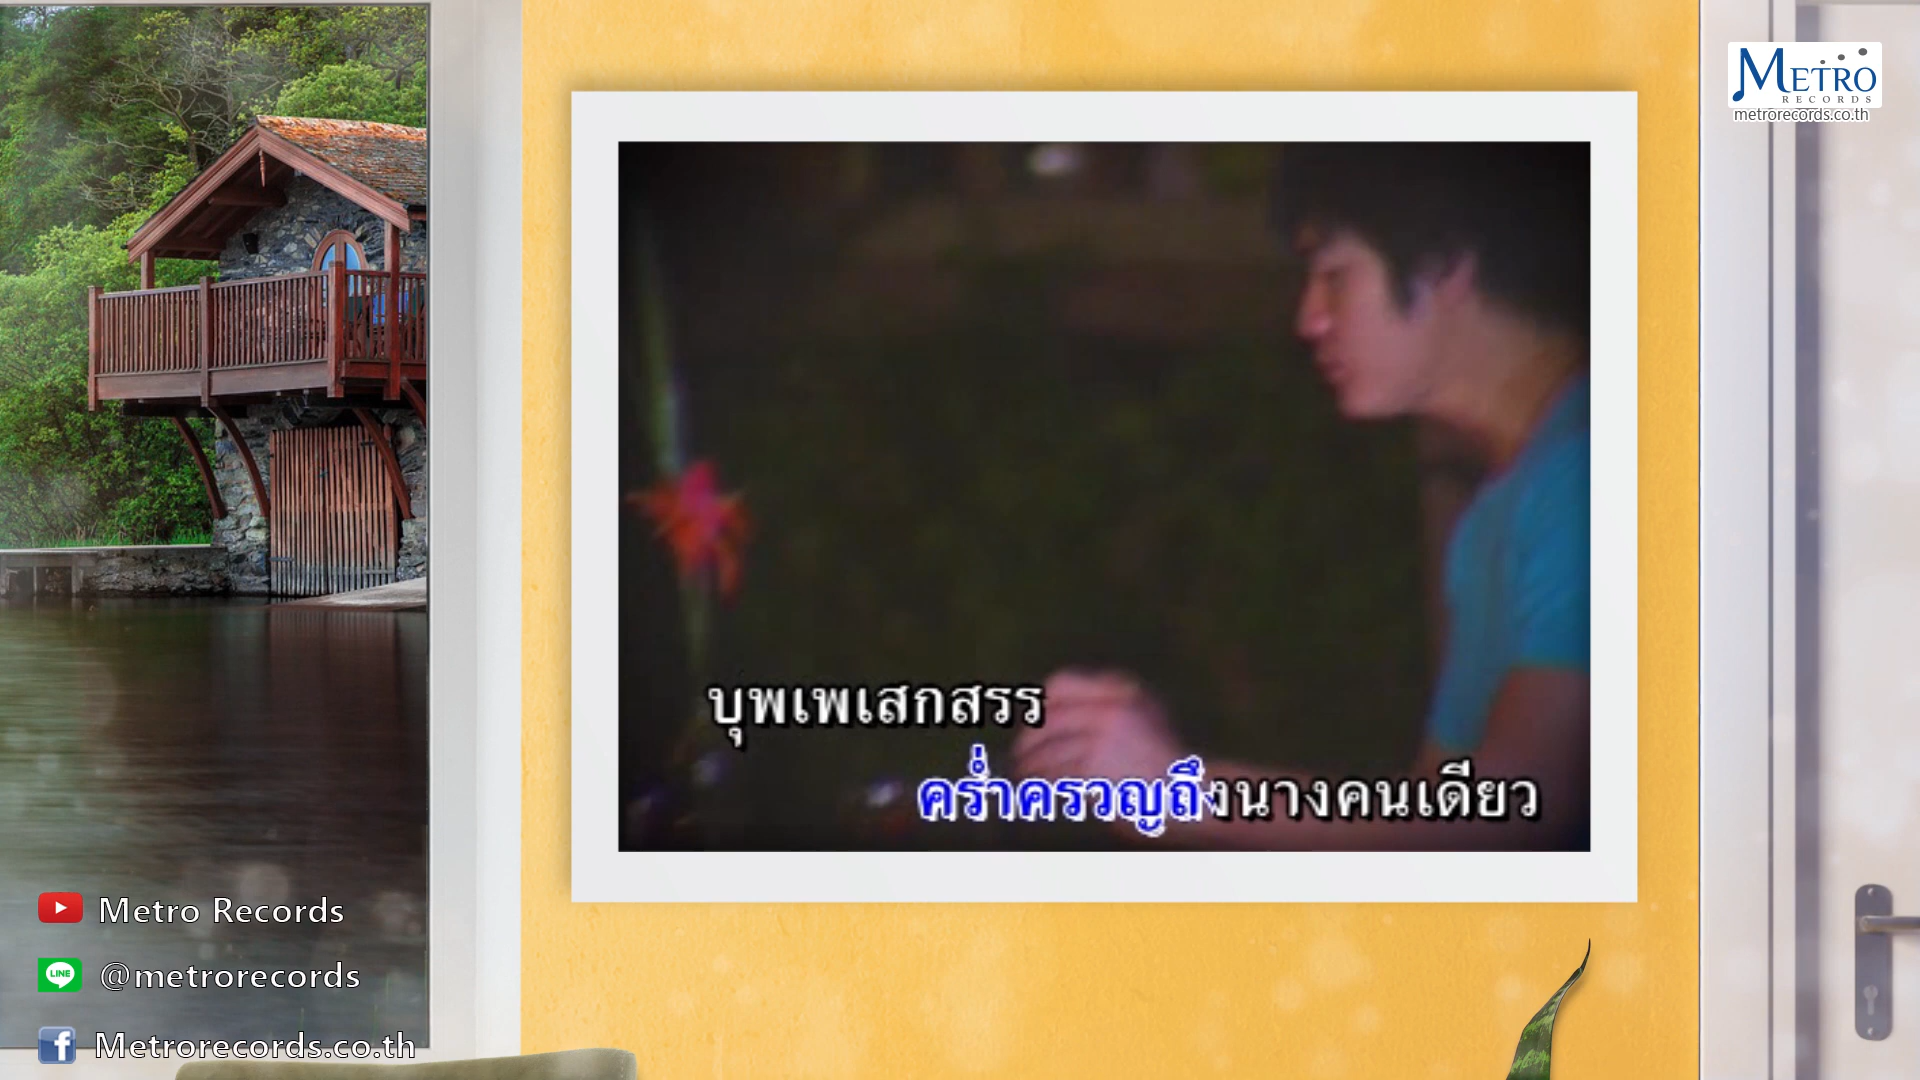 METRO
RECORDS
metrorecords.co.th
บุพเพเสกสรร
คร่ำครวญถึงนางคนเดียว
Metro Records
LINE
@metrorecords
f
Metrorecords.co.th